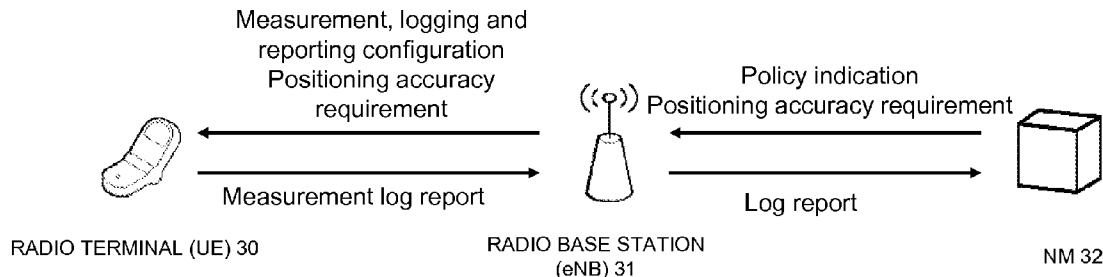 Measurement, logging and
reporting configuration
Positioning accuracy
requirement
Policy indication
Positioning accuracy requirement
Measurement log report
Log report
RADIO TERMINAL (UE) 30
RADIO BASE STATION
(eNB) 31
NM 32